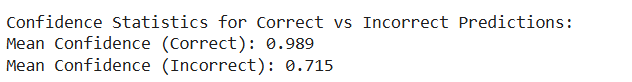 Confidence Statistics for Correct vs Incorrect Predictions:
Mean Confidence (Correct): 0.989
Mean Confidence (Incorrect): 0.715